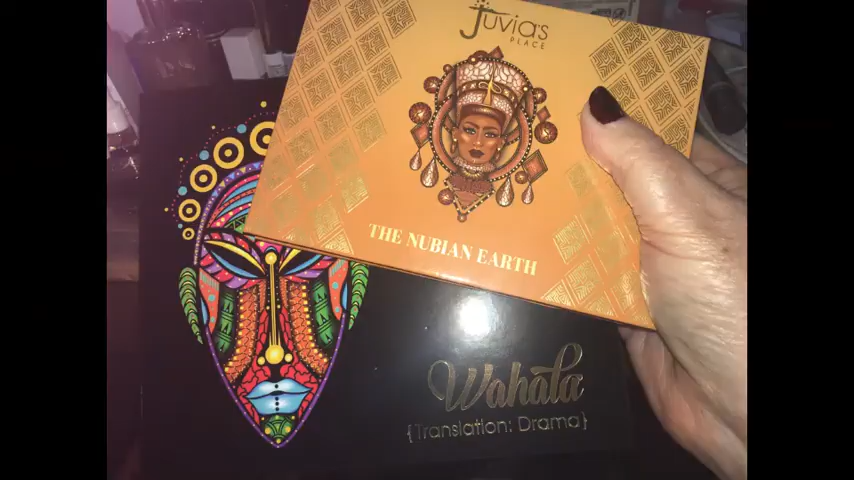 Juvia's
PLACE
THE NUBIAN EARTH
Wahala
{Translation: Drama}